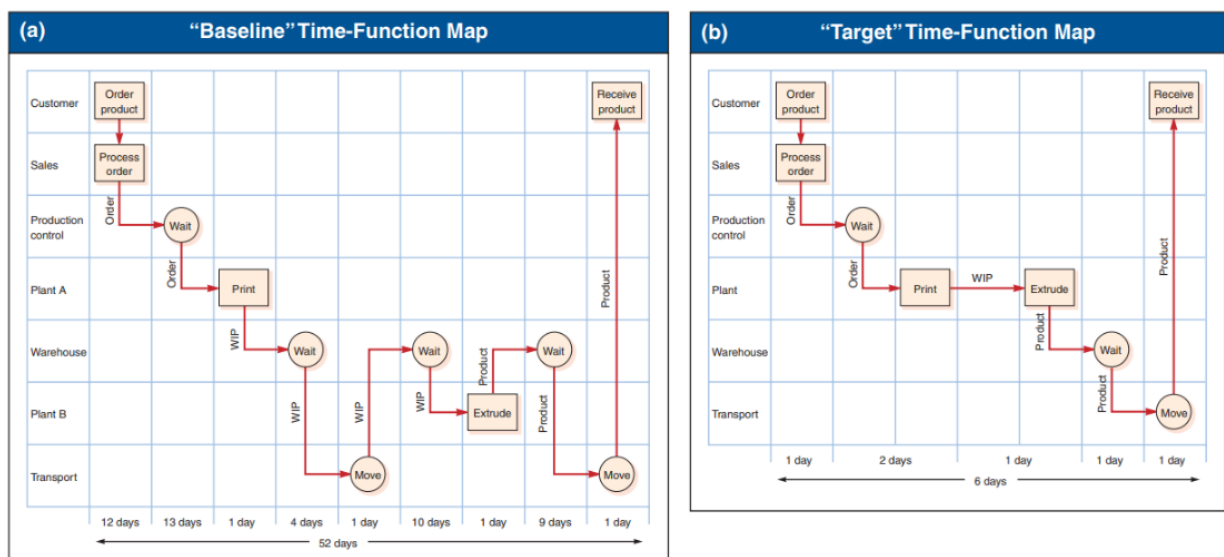 (a) “Baseline” Time-Function Map
Customer
Order
product
Receive
product
Sales
Process
order
Order
Production
control
Wait
Order
Product
Plant A
Print
WIP
Warehouse
Wait
Wait
Product
Wait
WIP
WIP
WIP
Product
Plant B
Extrude
Transport
Move
Move
12 days 13 days 1 day 4 days 1 day 10 days 1 day 9 days 1 day
52 days
(b) “Target” Time-Function Map
Customer
Order
product
Receive
product
Sales
Process
order
Order
Production
control
Wait
Order
Product
Plant
Print
WIP
Extrude
Product
Warehouse
Wait
Product
Transport
Move
1 day 2 days 1 day 1 day 1 day
6 days